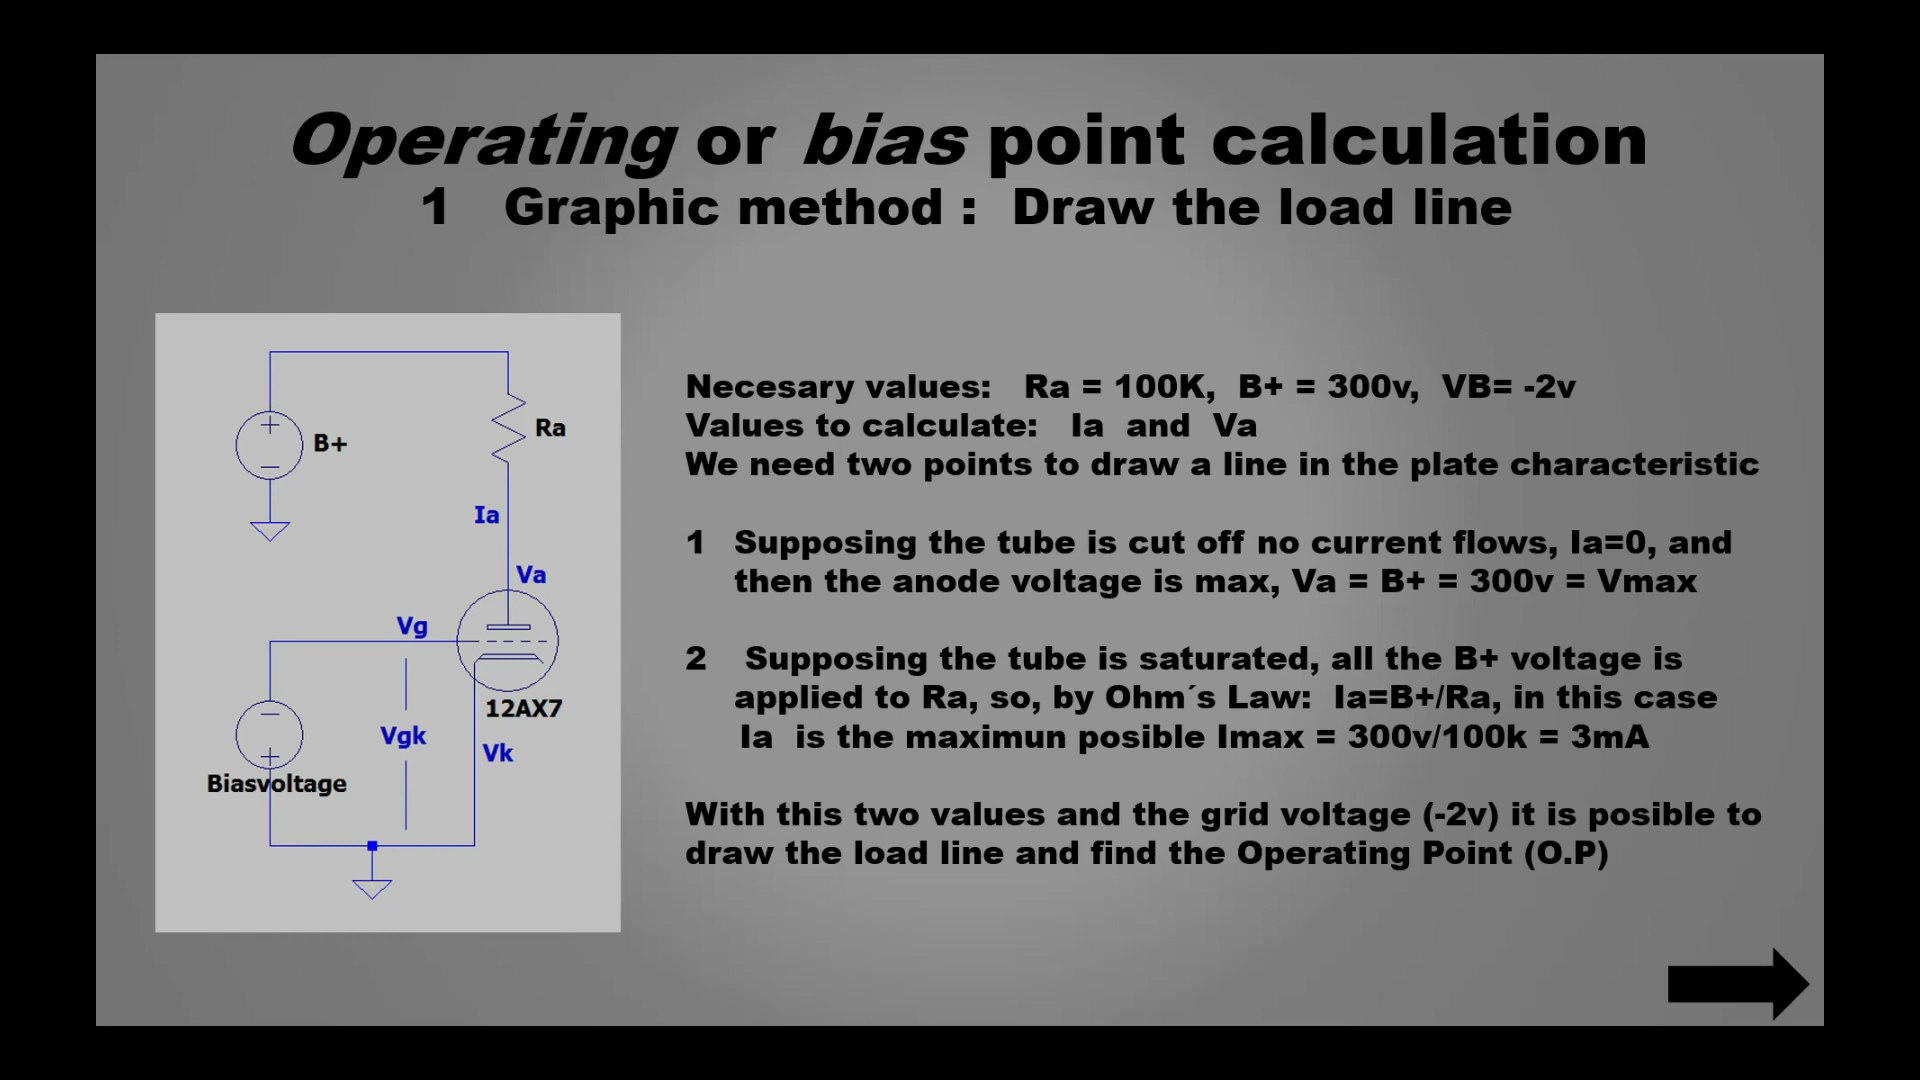 Operating or bias point calculation
1 Graphic method : Draw the load line
B+
Ra
Ia
Va
Vg
12AX7
Vgk
Vk
Biasvoltage
Necesary values: Ra = 100K, B+ = 300v, VB= -2v
Values to calculate: Ia and Va
We need two points to draw a line in the plate characteristic
1 Supposing the tube is cut off no current flows, Ia=0, and
then the anode voltage is max, Va = B+ = 300v = Vmax
2 Supposing the tube is saturated, all the B+ voltage is
applied to Ra, so, by Ohm´s Law: Ia=B+/Ra, in this case
Ia is the maximun posible Imax = 300v/100k = 3mA
With this two values and the grid voltage (-2v) it is posible to
draw the load line and find the Operating Point (O.P)